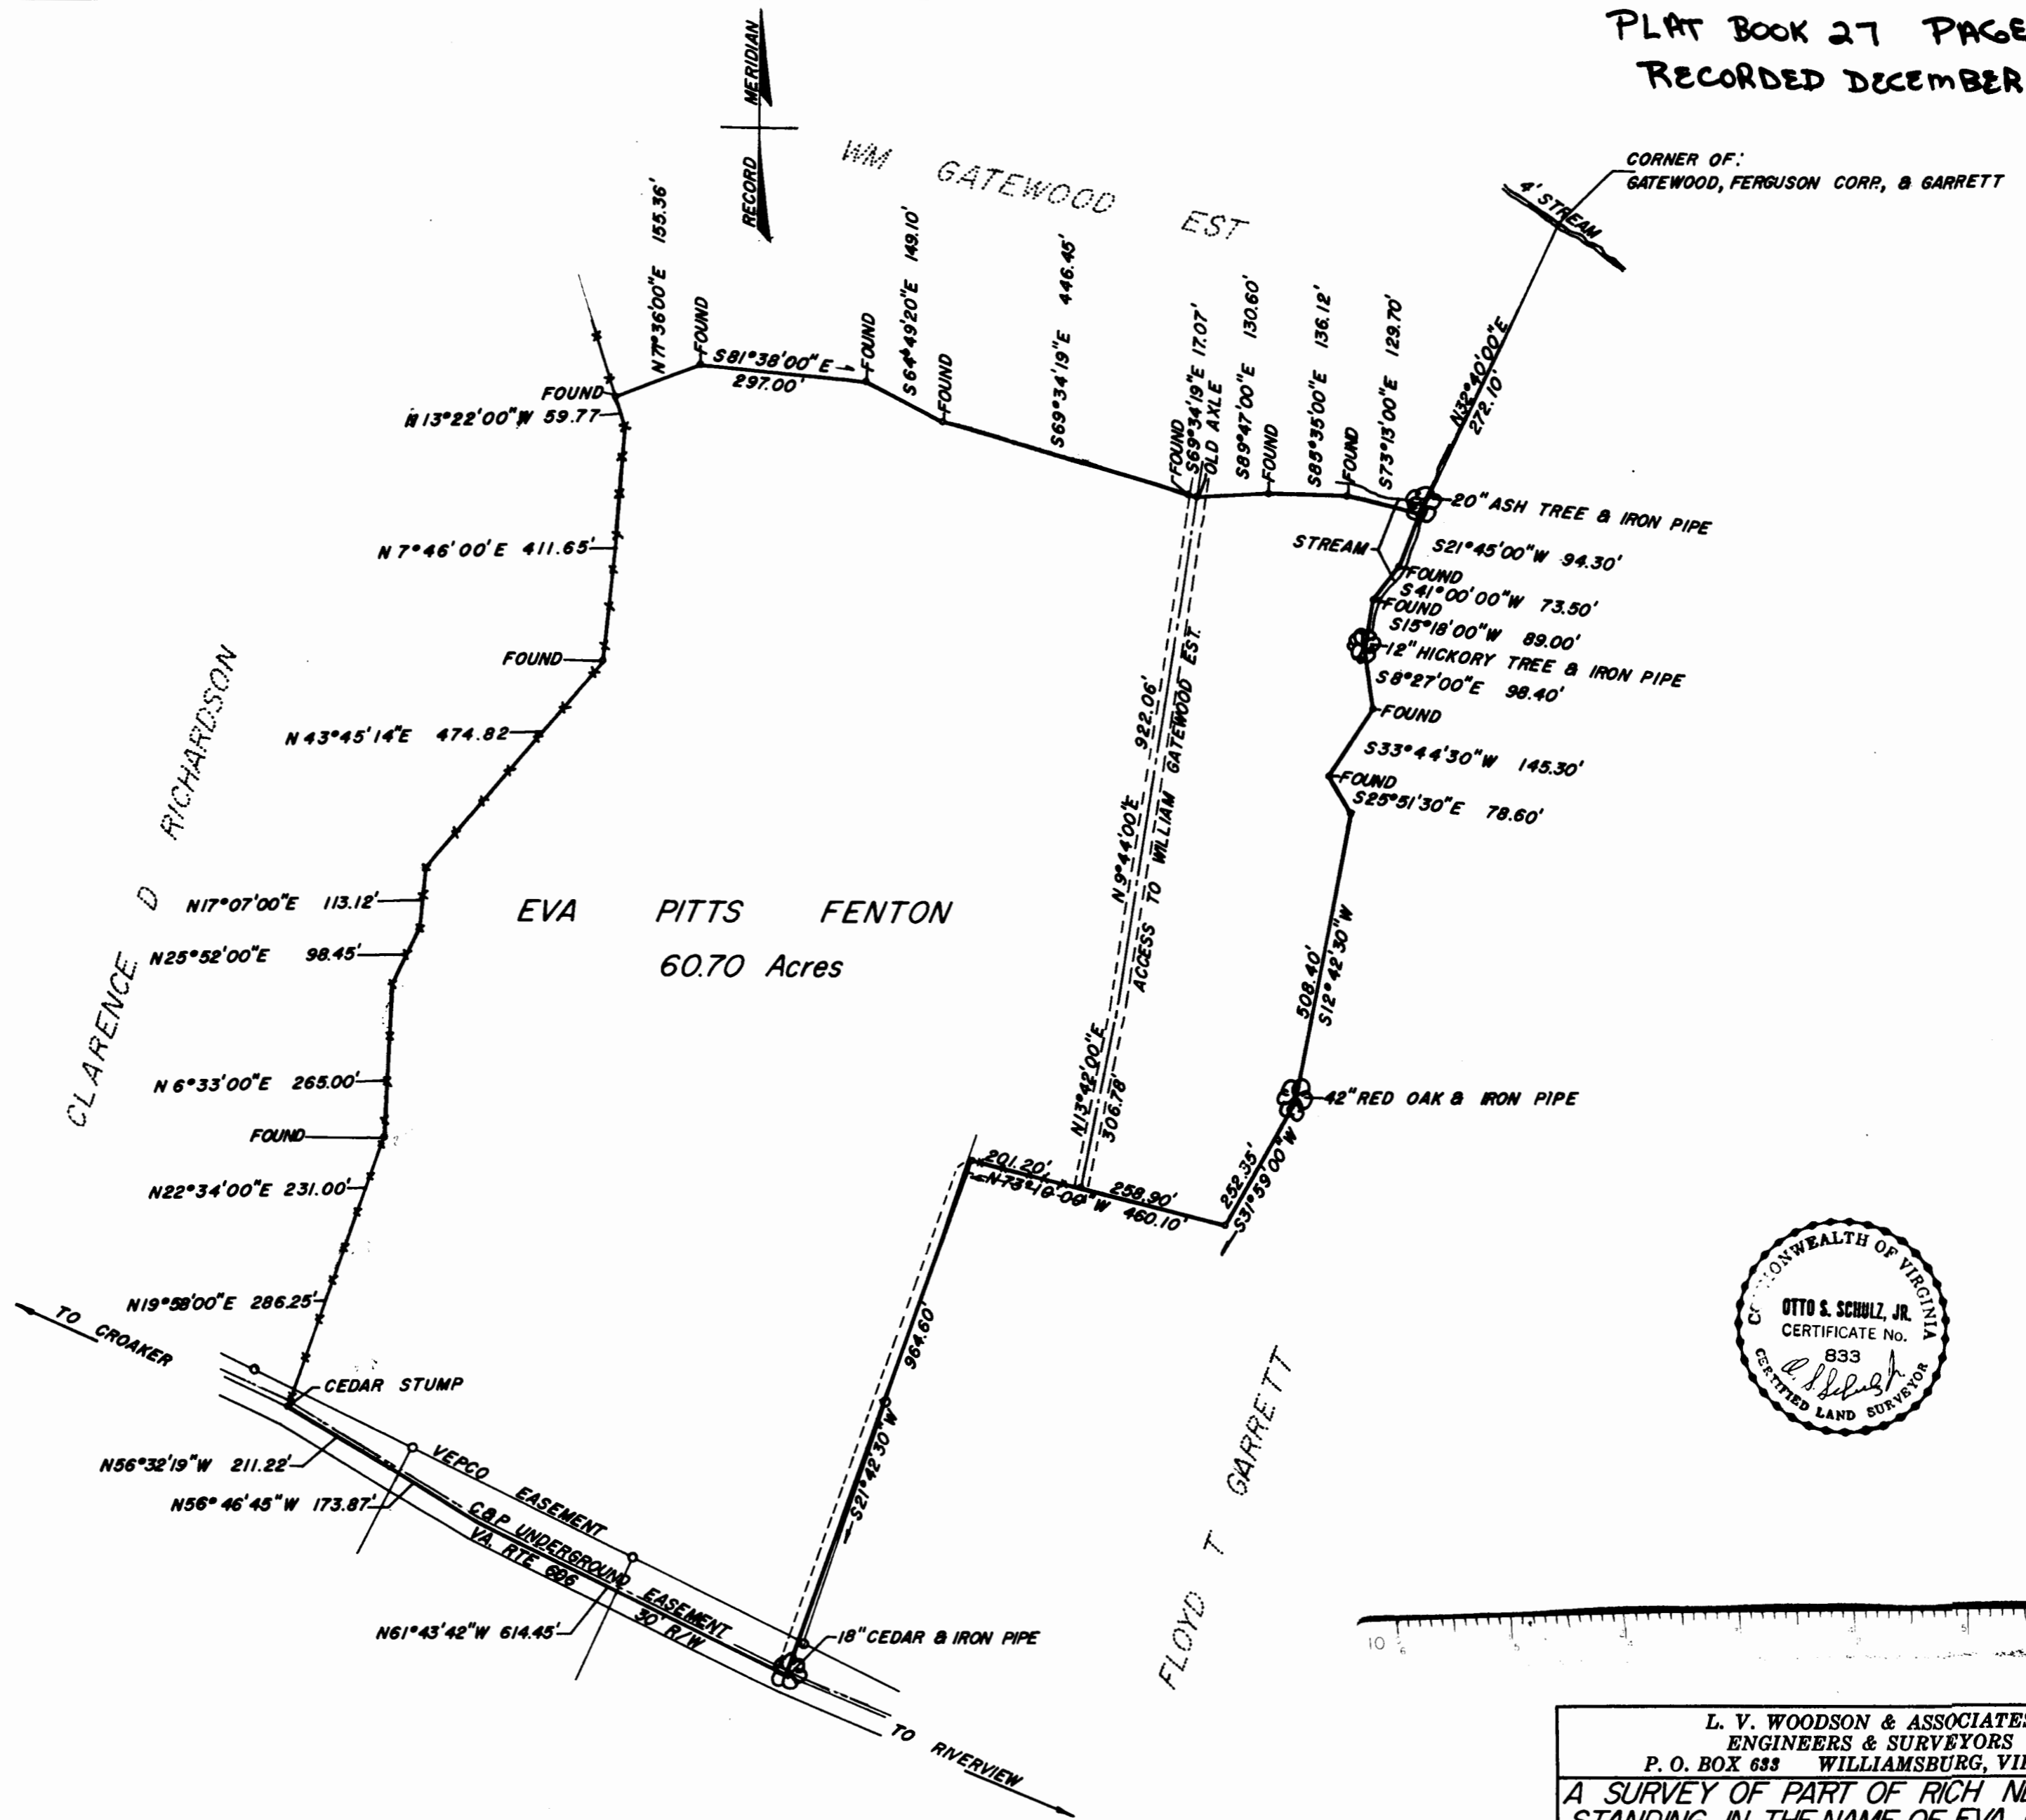 PLAT BOOK 27 PAGE
RECORDED DECEMBER
RECORD MERIDIAN
WM GATEWOOD EST
CORNER OF:
GATEWOOD, FERGUSON CORP., & GARRETT
4' STREAM
N32°40'00"E
272.10'
N71°36'00"E 155.36'
FOUND
S81°38'00"E
297.00'
FOUND
S64°49'20"E 149.10'
FOUND
S69°34'19"E 446.45'
FOUND
S69°34'19"E 17.07'
OLD AXLE
S89°47'00"E 130.60'
FOUND
S85°35'00"E 136.12'
FOUND
S73°13'00"E 129.70'
20" ASH TREE & IRON PIPE
STREAM
S21°45'00"W 94.30'
FOUND
S41°00'00"W 73.50'
FOUND
S15°18'00"W 89.00'
12" HICKORY TREE & IRON PIPE
S8°27'00"E 98.40'
FOUND
S33°44'30"W 145.30'
FOUND
S25°51'30"E 78.60'
508.40'
S12°42'30"W
42" RED OAK & IRON PIPE
252.35'
S31°59'00"W
FOUND
N13°22'00"W 59.77
N7°46'00"E 411.65'
FOUND
N43°45'14"E 474.82
N17°07'00"E 113.12'
N25°52'00"E 98.45'
N6°33'00"E 265.00'
FOUND
N22°34'00"E 231.00'
N19°58'00"E 286.25'
CLARENCE D RICHARDSON
EVA PITTS FENTON
60.70 Acres
N9°44'00"E 922.06'
ACCESS TO WILLIAM GATEWOOD EST.
N13°42'00"E
306.78'
201.20'
258.90'
N73°10'00"W 460.10'
964.60'
S21°42'30"W
FLOYD T GARRETT
TO CROAKER
CEDAR STUMP
N56°32'19"W 211.22'
N56°46'45"W 173.87'
N61°43'42"W 614.45'
VEPCO EASEMENT
C&P UNDERGROUND EASEMENT
VA. RTE 606
30' R/W
18" CEDAR & IRON PIPE
TO RIVERVIEW
COMMONWEALTH OF VIRGINIA
OTTO S. SCHULZ, JR.
CERTIFICATE No.
833
CERTIFIED LAND SURVEYOR
10
L. V. WOODSON & ASSOCIATES
ENGINEERS & SURVEYORS
P. O. BOX 633 WILLIAMSBURG,
A SURVEY OF PART OF RICH
STANDING IN THE NAME OF EVA